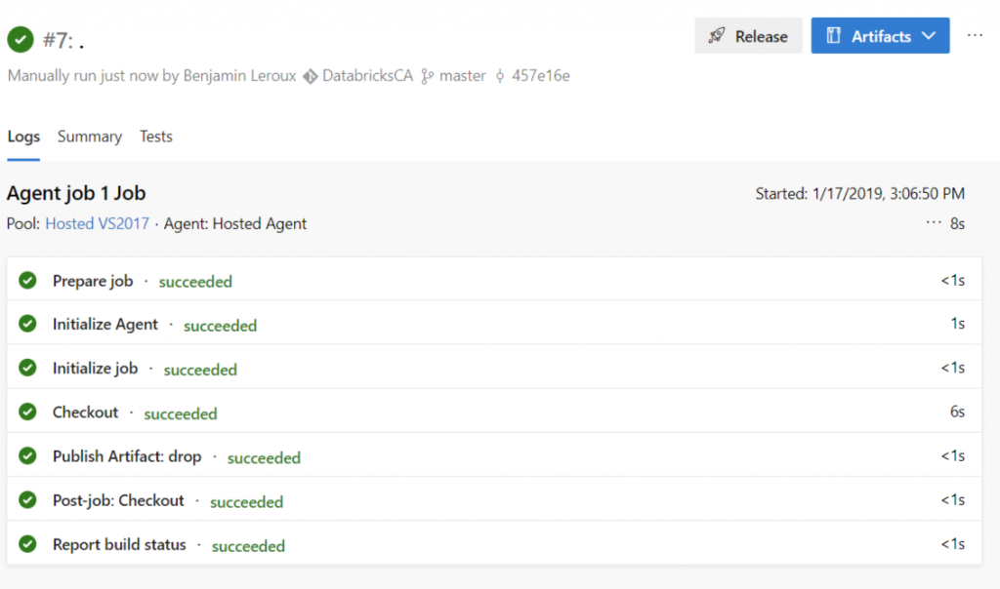 #7: .
Release
Artifacts
Manually run just now by Benjamin Leroux DatabricksCA master 457e16e
Logs Summary Tests
Agent job 1 Job
Started: 1/17/2019, 3:06:50 PM
Pool: Hosted VS2017 · Agent: Hosted Agent
··· 8s
Prepare job · succeeded <1s
Initialize Agent · succeeded 1s
Initialize job · succeeded <1s
Checkout · succeeded 6s
Publish Artifact: drop · succeeded <1s
Post-job: Checkout · succeeded <1s
Report build status · succeeded <1s